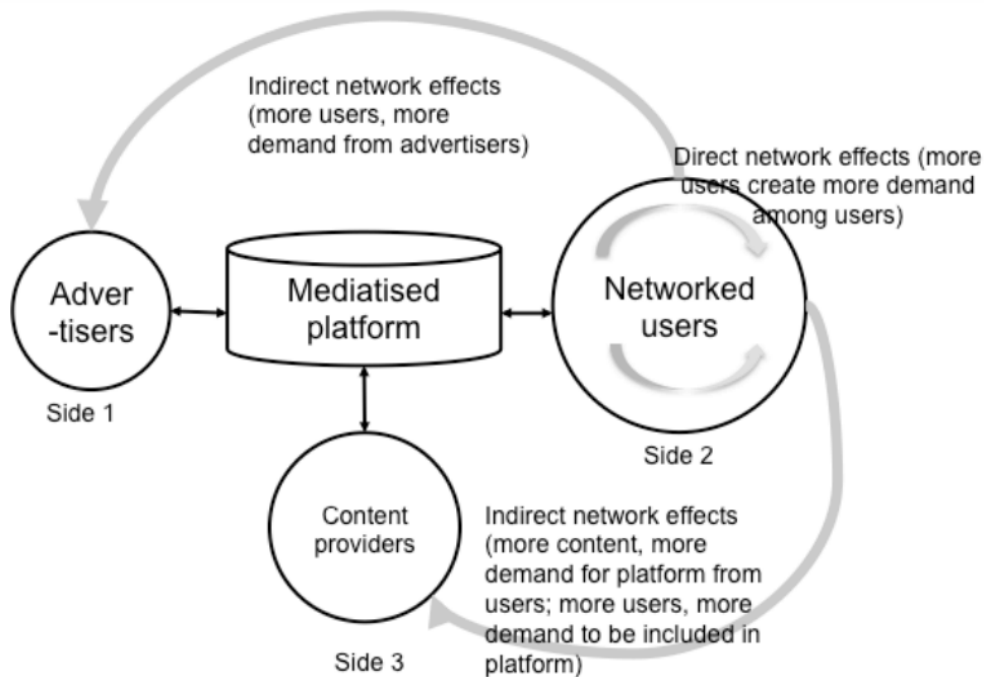 Indirect network effects
(more users, more
demand from advertisers)
Direct network effects (more
users create more demand
among users)
Adver
-tisers
Mediatised
platform
Networked
users
Side 1
Side 2
Content
providers
Indirect network effects
(more content, more
demand for platform from
users; more users, more
demand to be included in
platform)
Side 3